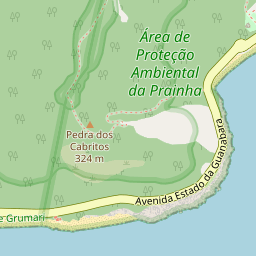 Área de
Proteção
Ambiental
da Prainha
Pedra dos
Cabritos
324 m
Avenida Estado da Guanabara
e Grumari